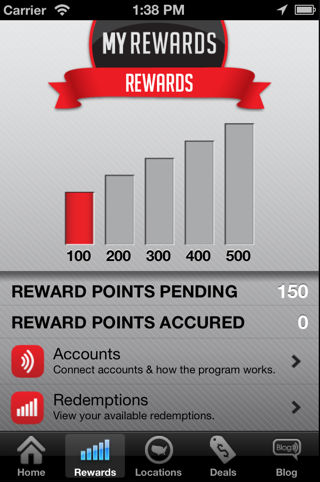 Carrier 1:38 PM
MY REWARDS
REWARDS
100 200 300 400 500
REWARD POINTS PENDING 150
REWARD POINTS ACCURED 0
Accounts
Connect accounts & how the program works.
Redemptions
View your available redemptions.
Blog
Home Rewards Locations Deals Blog